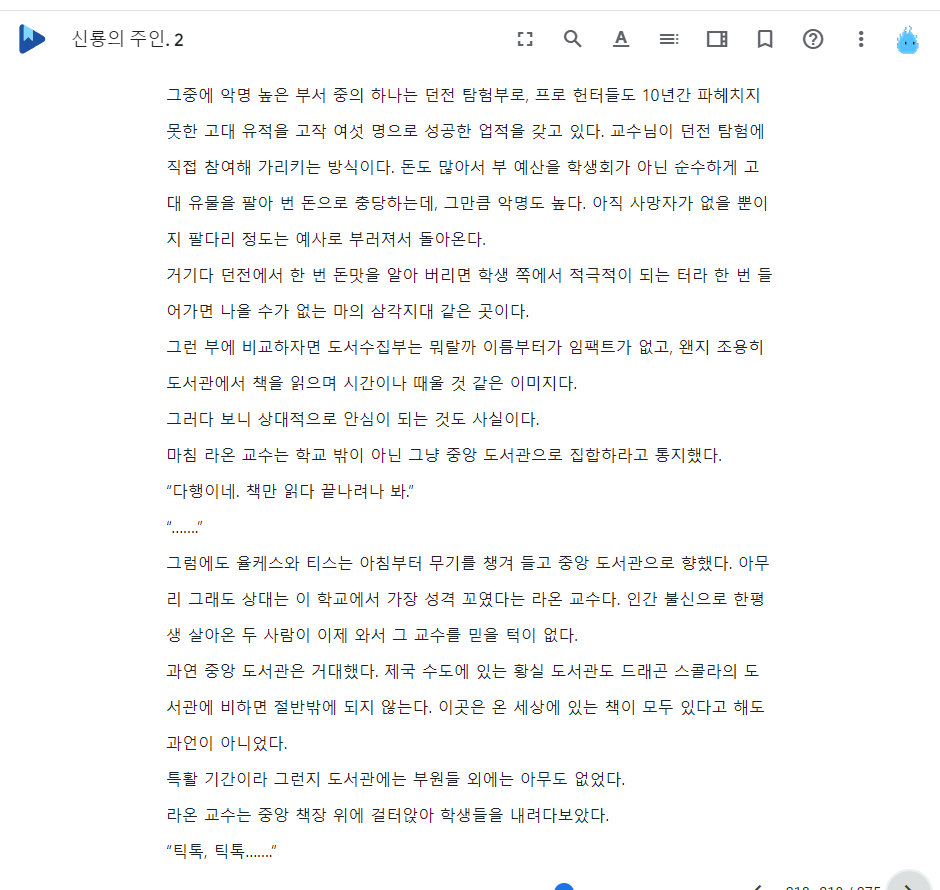 신룡의 주인. 2
그중에 악명 높은 부서 중의 하나는 던전 탐험부로, 프로 헌터들도 10년간 파헤치지
못한 고대 유적을 고작 여섯 명으로 성공한 업적을 갖고 있다. 교수님이 던전 탐험에
직접 참여해 가리키는 방식이다. 돈도 많아서 부 예산을 학생회가 아닌 순수하게 고
대 유물을 팔아 번 돈으로 충당하는데, 그만큼 악명도 높다. 아직 사망자가 없을 뿐이
지 팔다리 정도는 예사로 부러져서 돌아온다.
거기다 던전에서 한 번 돈맛을 알아 버리면 학생 쪽에서 적극적이 되는 터라 한 번 들
어가면 나올 수가 없는 마의 삼각지대 같은 곳이다.
그런 부에 비교하자면 도서수집부는 뭐랄까 이름부터가 임팩트가 없고, 왠지 조용히
도서관에서 책을 읽으며 시간이나 때울 것 같은 이미지다.
그러다 보니 상대적으로 안심이 되는 것도 사실이다.
마침 라온 교수는 학교 밖이 아닌 그냥 중앙 도서관으로 집합하라고 통지했다.
“다행이네. 책만 읽다 끝나려나 봐.”
“.......”
그럼에도 율케스와 티스는 아침부터 무기를 챙겨 들고 중앙 도서관으로 향했다. 아무
리 그래도 상대는 이 학교에서 가장 성격 꼬였다는 라온 교수다. 인간 불신으로 한평
생 살아온 두 사람이 이제 와서 그 교수를 믿을 턱이 없다.
과연 중앙 도서관은 거대했다. 제국 수도에 있는 황실 도서관도 드래곤 스콜라의 도
서관에 비하면 절반밖에 되지 않는다. 이곳은 온 세상에 있는 책이 모두 있다고 해도
과언이 아니었다.
특활 기간이라 그런지 도서관에는 부원들 외에는 아무도 없었다.
라온 교수는 중앙 책장 위에 걸터앉아 학생들을 내려다보았다.
“틱톡, 틱톡.......”